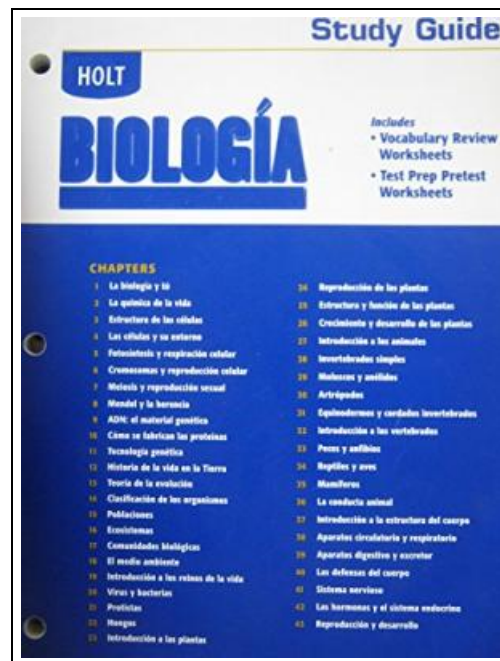 Study Guide
HOLT
BIOLOGÍA
Includes
• Vocabulary Review
Worksheets
• Test Prep Pretest
Worksheets
CHAPTERS
1 La biología y tú
2 La química de la vida
3 Estructura de las células
4 Las células y su entorno
5 Fotosíntesis y respiración celular
6 Cromosomas y reproducción celular
7 Meiosis y reproducción sexual
8 Mendel y la herencia
9 ADN: el material genético
10 Cómo se fabrican las proteínas
11 Tecnología genética
12 Historia de la vida en la Tierra
13 Teoría de la evolución
14 Clasificación de los organismos
15 Poblaciones
16 Ecosistemas
17 Comunidades biológicas
18 El medio ambiente
19 Introducción a los reinos de la vida
20 Virus y bacterias
21 Protistas
22 Hongos
23 Introducción a las plantas
24 Reproducción de las plantas
25 Estructura y función de las plantas
26 Crecimiento y desarrollo de las plantas
27 Introducción a los animales
28 Invertebrados simples
29 Moluscos y anélidos
30 Artrópodos
31 Equinodermos y cordados invertebrados
32 Introducción a los vertebrados
33 Peces y anfibios
34 Reptiles y aves
35 Mamíferos
36 La conducta animal
37 Introducción a la estructura del cuerpo
38 Aparatos circulatorio y respiratorio
39 Aparatos digestivo y excretor
40 Las defensas del cuerpo
41 Sistema nervioso
42 Las hormonas y el sistema endocrino
43 Reproducción y desarrollo